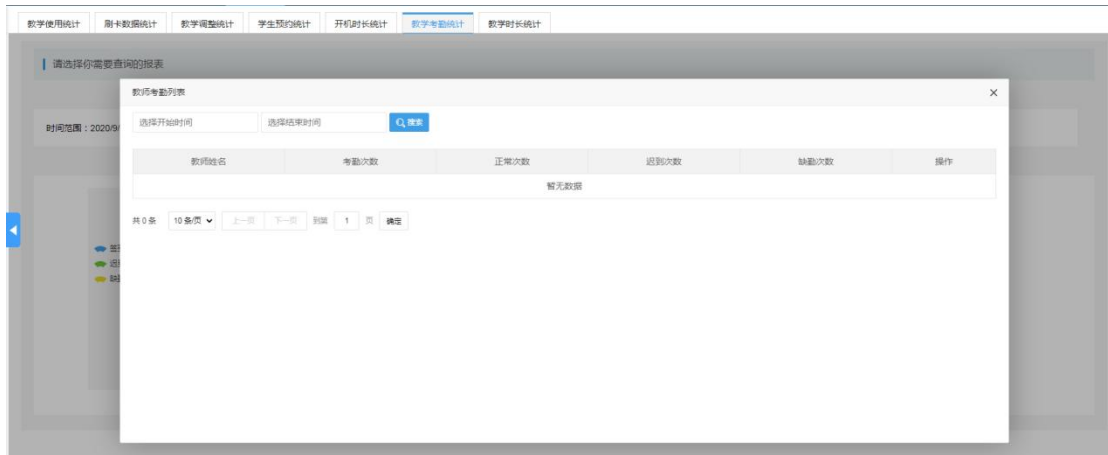 教学使用统计 刷卡数据统计 教学调整统计 学生预约统计 开机时长统计 教学考勤统计 教学时长统计
请选择你需要查询的报表
教师考勤列表
时间范围：2020/9/
选择开始时间 选择结束时间 搜索
教师姓名 考勤次数 正常次数 迟到次数 缺勤次数 操作
暂无数据
共 0 条 10 条/页 上一页 下一页 到第 1 页 确定